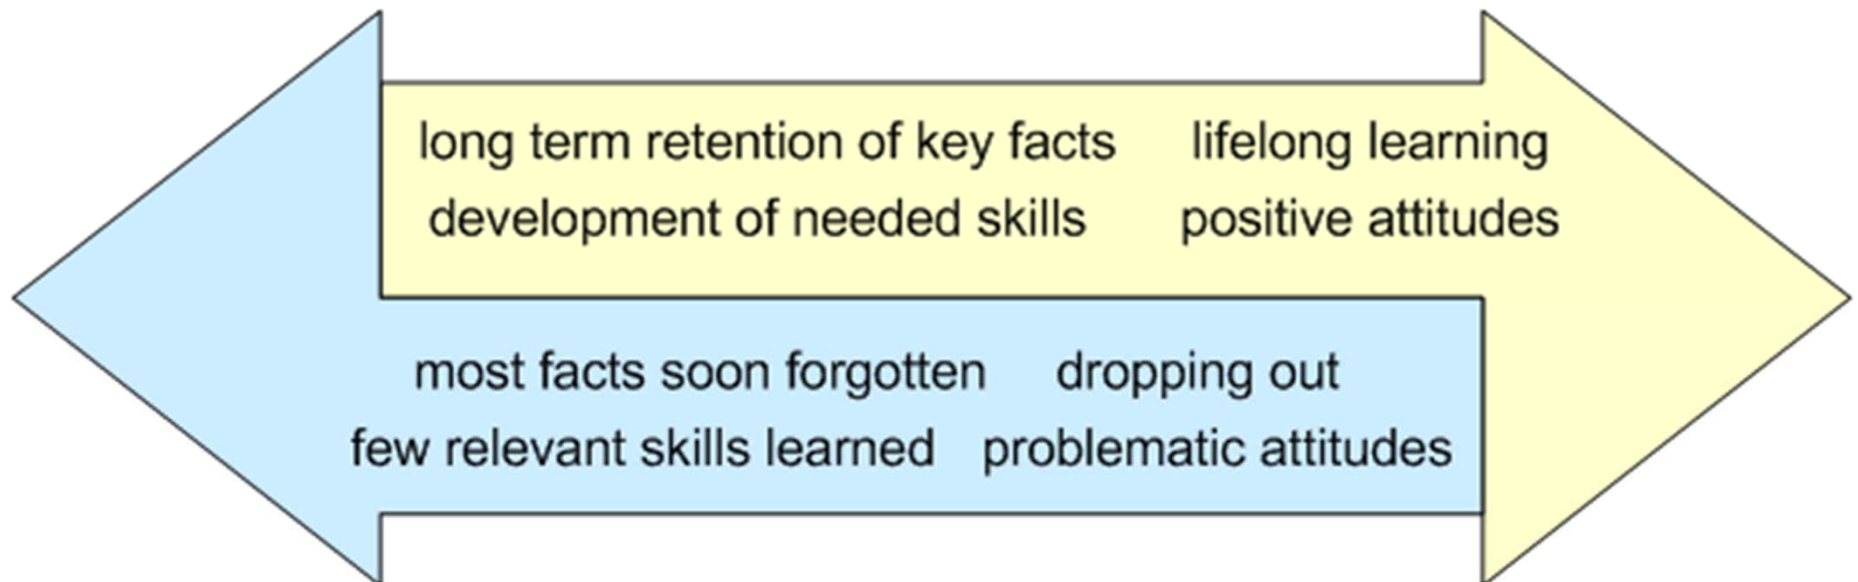 long term retention of key facts lifelong learning
development of needed skills positive attitudes
most facts soon forgotten dropping out
few relevant skills learned problematic attitudes